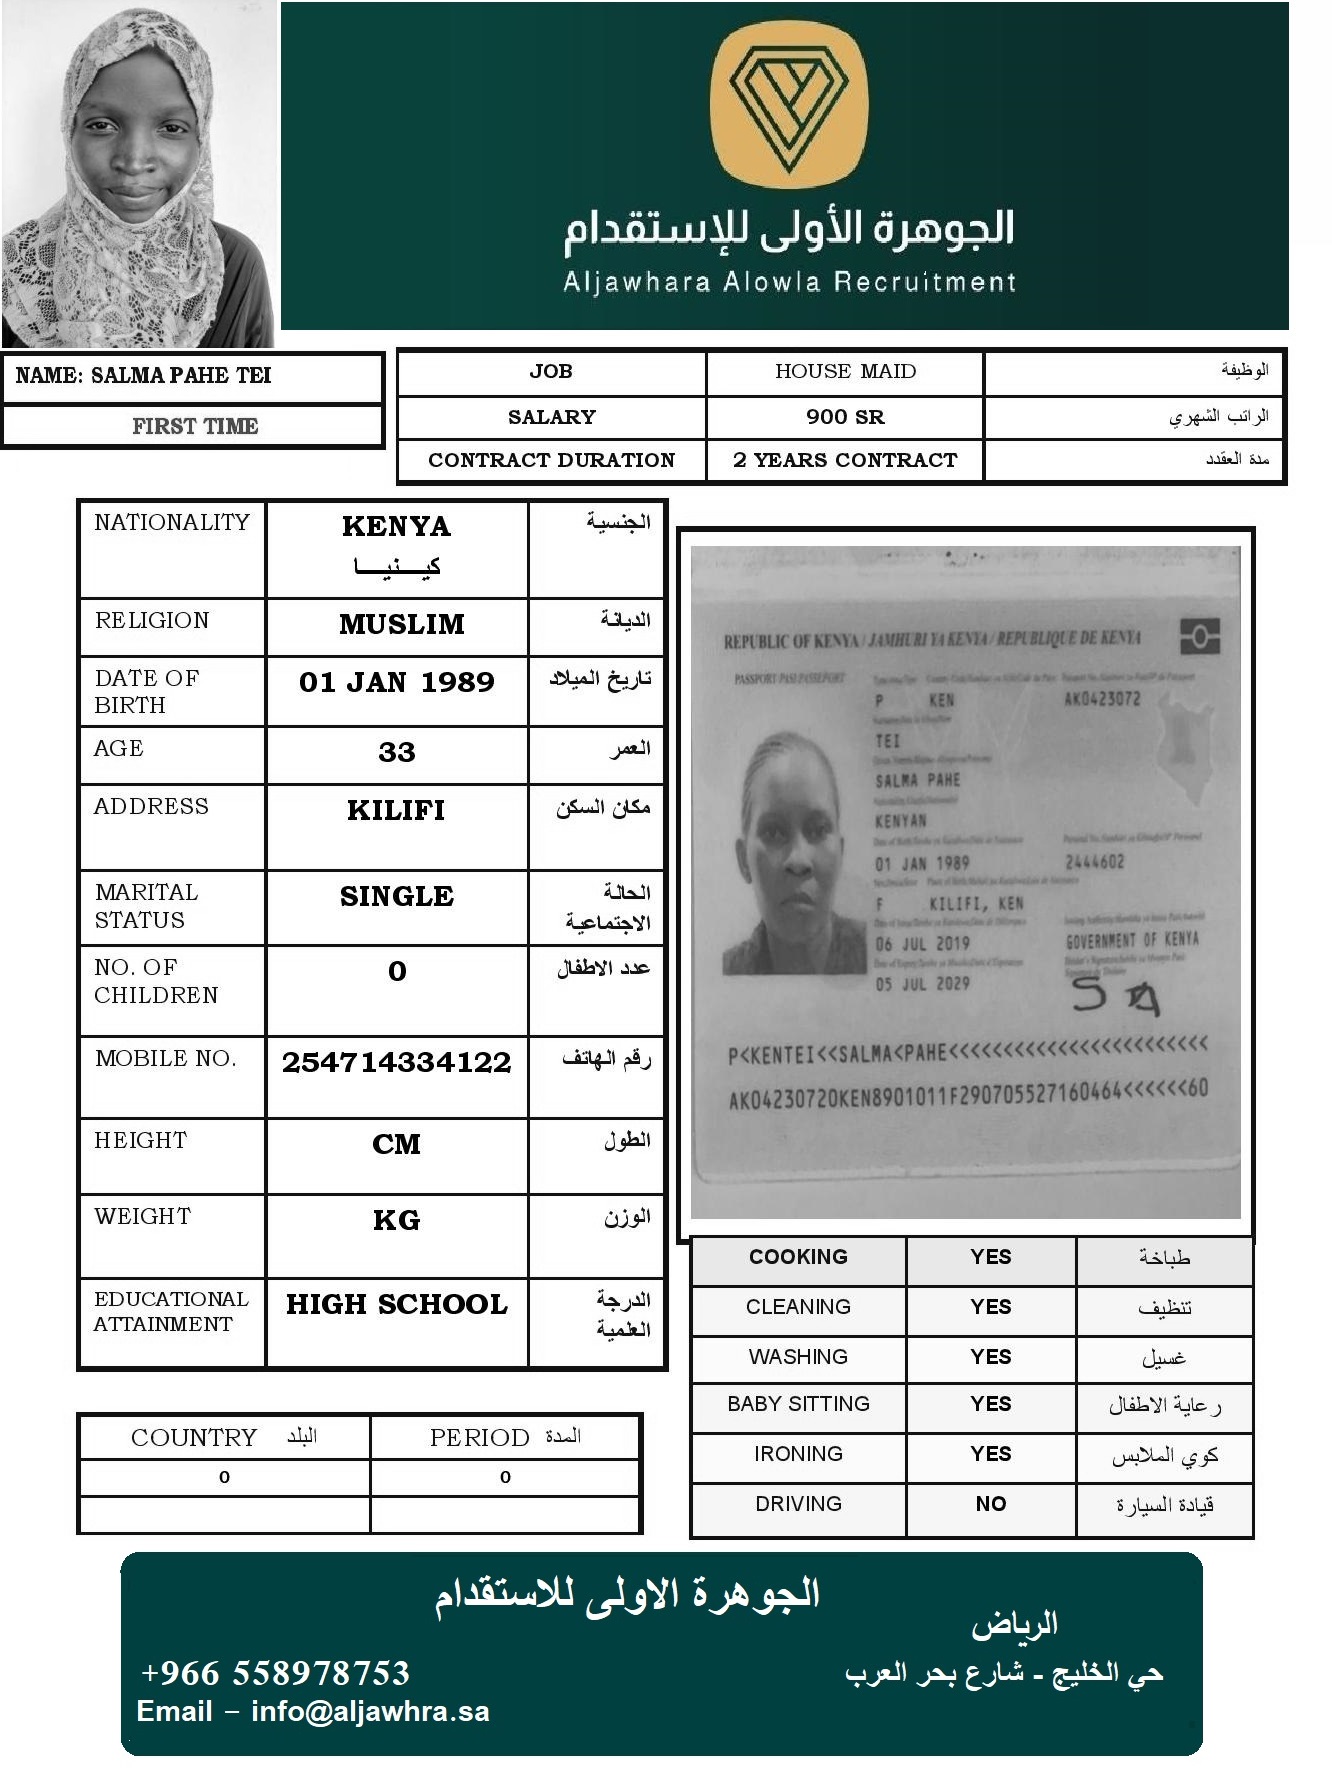 الجوهرة الأولى للإستقدام
Aljawhara Alowla Recruitment
NAME: SALMA PAHE TEI
FIRST TIME
JOB HOUSE MAID الوظيفة
SALARY 900 SR الراتب الشهري
CONTRACT DURATION 2 YEARS CONTRACT مدة العقدد
NATIONALITY KENYA الجنسية
كيـــنيـــا
RELIGION MUSLIM الديانة
DATE OF BIRTH 01 JAN 1989 تاريخ الميلاد
AGE 33 العمر
ADDRESS KILIFI مكان السكن
MARITAL STATUS SINGLE الحالة الاجتماعية
NO. OF CHILDREN 0 عدد الاطفال
MOBILE NO. 254714334122 رقم الهاتف
HEIGHT CM الطول
WEIGHT KG الوزن
EDUCATIONAL ATTAINMENT HIGH SCHOOL الدرجة العلمية
REPUBLIC OF KENYA / JAMHURI YA KENYA / REPUBLIQUE DE KENYA
PASSPORT PASI PASSEPORT
P KEN AK0423072
TEI
SALMA PAHE
KENYAN
01 JAN 1989 2444602
F KILIFI, KEN
06 JUL 2019 GOVERNMENT OF KENYA
05 JUL 2029
P<KENTEI<<SALMA<PAHE<<<<<<<<<<<<<<<<<<<<<<<<
AK04230720KEN8901011F290705527160464<<<<<<60
COOKING YES طباخة
CLEANING YES تنظيف
WASHING YES غسيل
BABY SITTING YES رعاية الاطفال
IRONING YES كوي الملابس
DRIVING NO قيادة السيارة
COUNTRY البلد PERIOD المدة
0 0
الجوهرة الاولى للاستقدام
الرياض
حي الخليج - شارع بحر العرب
+966 558978753
Email – info@aljawhra.sa